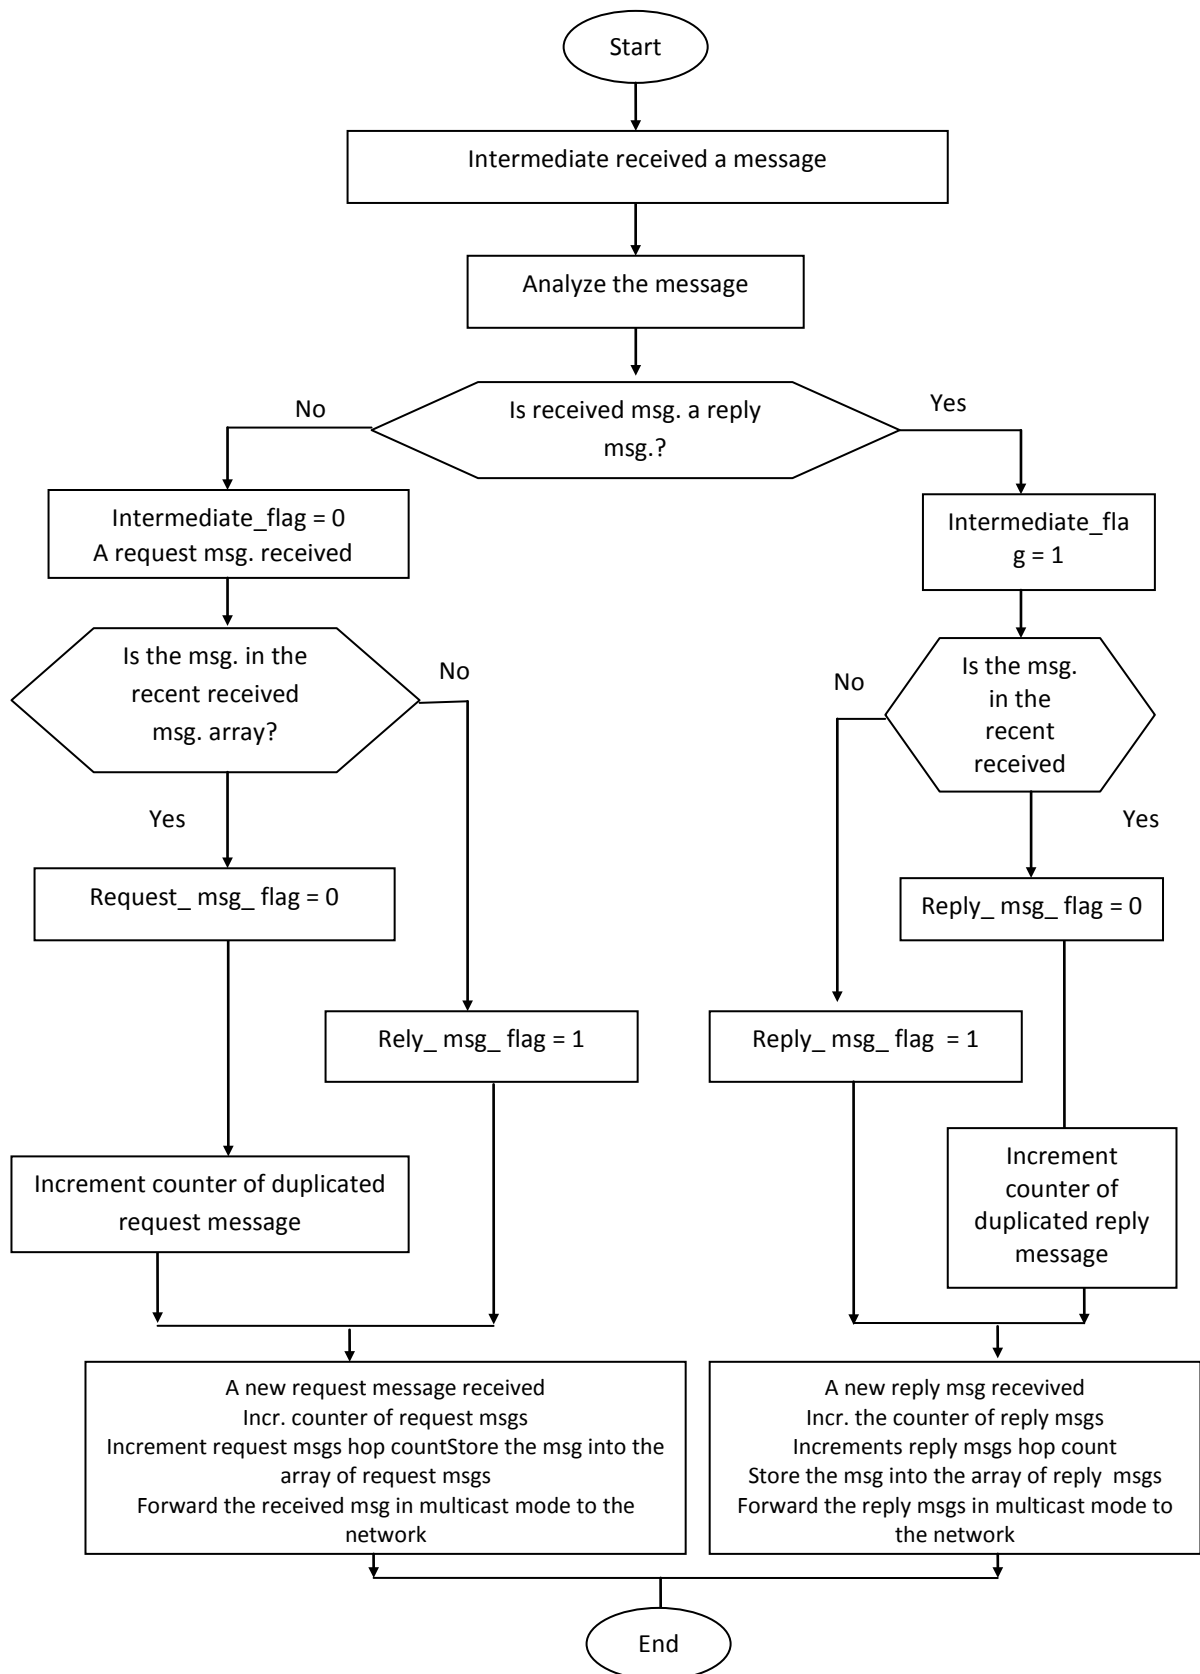 Start
Intermediate received a message
Analyze the message
Is received msg. a reply
msg.?
No
Yes
Intermediate_flag = 0
A request msg. received
Intermediate_fla
g = 1
Is the msg. in the
recent received
msg. array?
No
Yes
Is the msg.
in the
recent
received
No
Yes
Request_ msg_ flag = 0
Reply_ msg_ flag = 0
Rely_ msg_ flag = 1
Reply_ msg_ flag  = 1
Increment counter of duplicated
request message
Increment
counter of
duplicated reply
message
A new request message received
Incr. counter of request msgs
Increment request msgs hop countStore the msg into the
array of request msgs
Forward the received msg in multicast mode to the
network
A new reply msg recevived
Incr. the counter of reply msgs
Increments reply msgs hop count
Store the msg into the array of reply  msgs
Forward the reply msgs in multicast mode to
the network
End